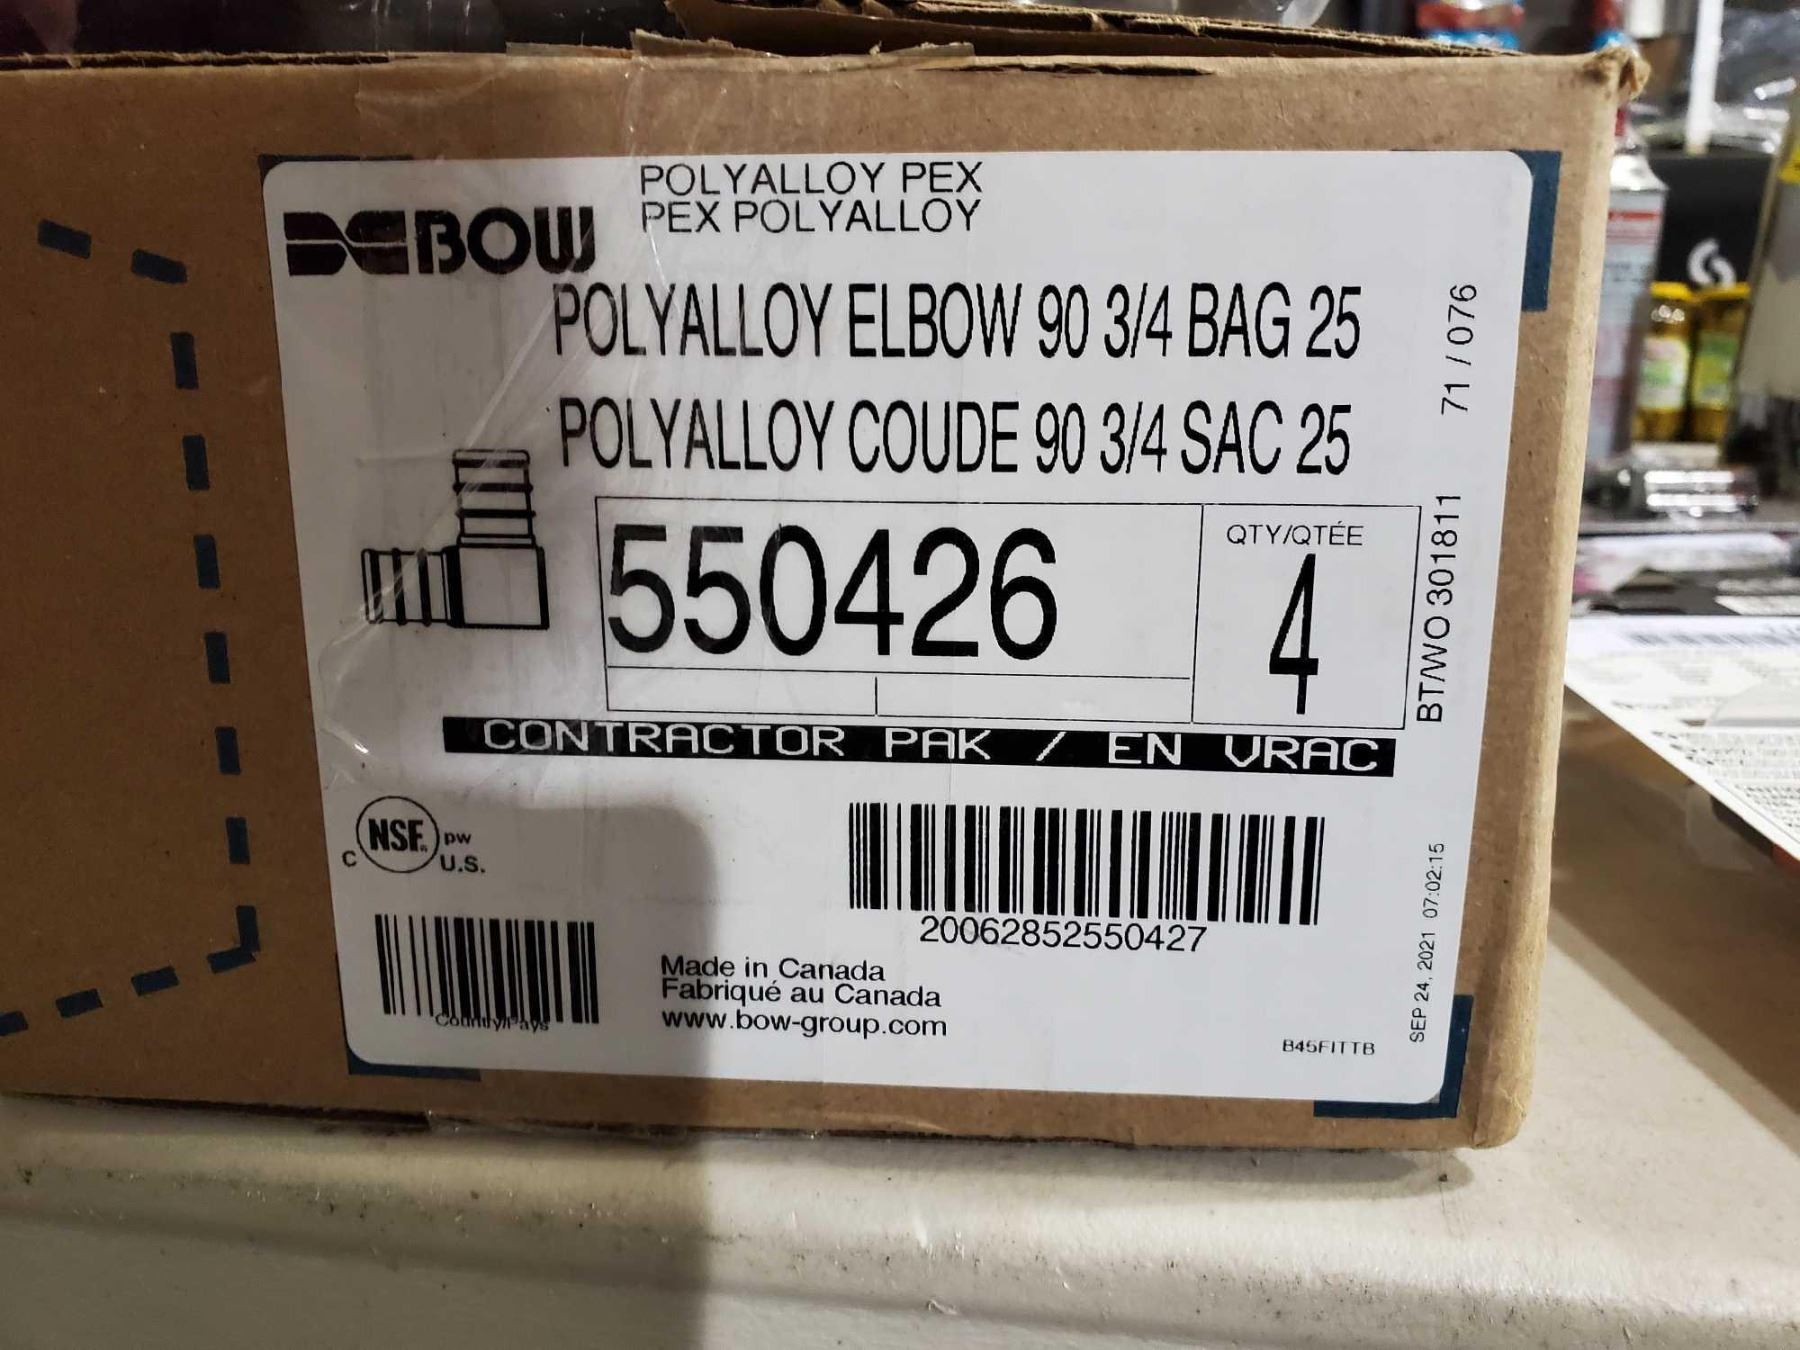 POLYALLOY PEX
PEX POLYALLOY
BOW
POLYALLOY ELBOW 90 3/4 BAG 25
POLYALLOY COUDE 90 3/4 SAC 25
71 / 076
550426
QTY/QTÉE
4
BT/WO 301811
CONTRACTOR PAK / EN VRAC
C NSF. pw
U.S.
20062852550427
Country/Pays
Made in Canada
Fabriqué au Canada
www.bow-group.com
B45FITTB
SEP 24, 2021 07:02:15